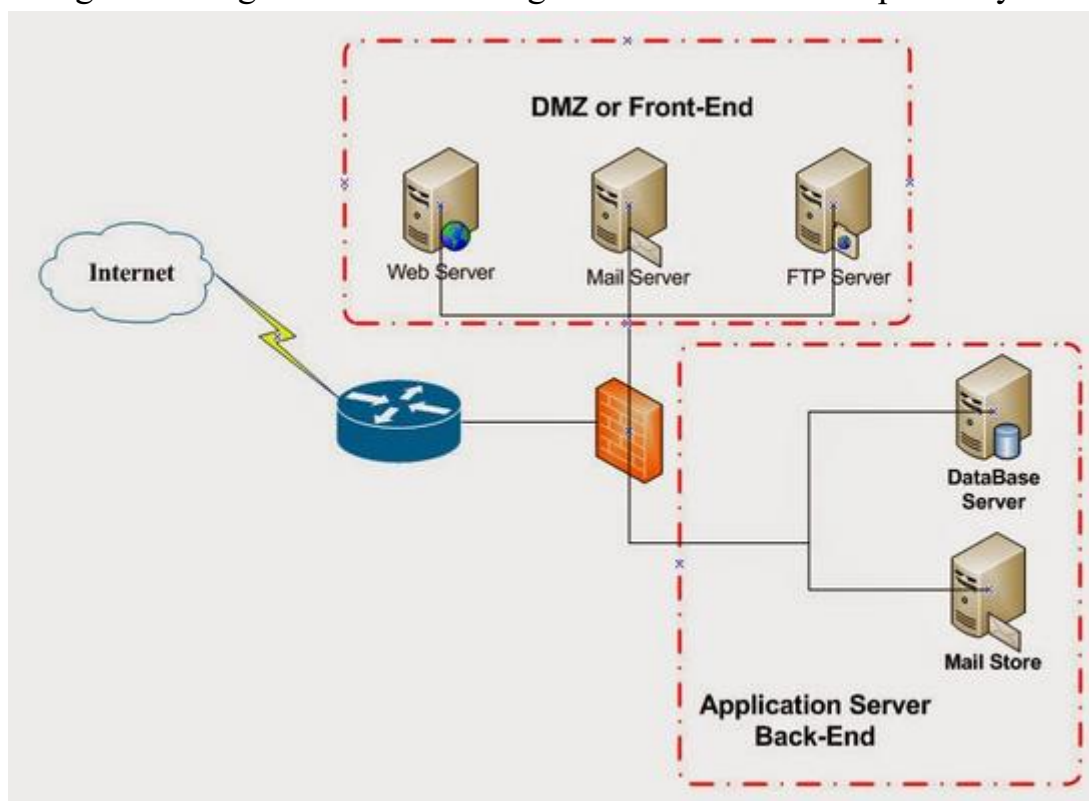 DMZ or Front-End
Web Server
Mail Server
FTP Server
Internet
DataBase
Server
Mail Store
Application Server
Back-End